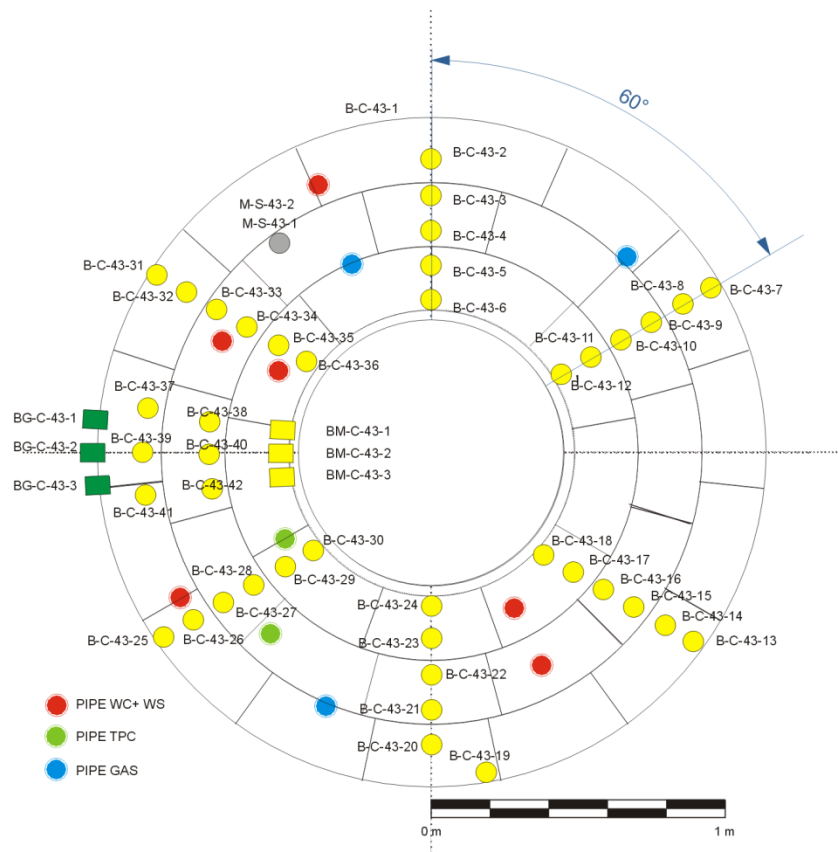 60°
B-C-43-1
B-C-43-2
B-C-43-3
M-S-43-2
M-S-43-1
B-C-43-4
B-C-43-5
B-C-43-6
B-C-43-31
B-C-43-32
B-C-43-33
B-C-43-34
B-C-43-35
B-C-43-36
B-C-43-8
B-C-43-7
B-C-43-9
B-C-43-10
B-C-43-11
B-C-43-12
B-C-43-37
B-C-43-38
BG-C-43-1
BM-C-43-1
BG-C-43-2
B-C-43-39
B-C-43-40
BM-C-43-2
BG-C-43-3
B-C-43-42
BM-C-43-3
B-C-43-41
B-C-43-30
B-C-43-18
B-C-43-17
B-C-43-28
B-C-43-29
B-C-43-16
B-C-43-15
B-C-43-24
B-C-43-27
B-C-43-14
B-C-43-25
B-C-43-26
B-C-43-23
B-C-43-13
B-C-43-22
B-C-43-21
B-C-43-20
B-C-43-19
PIPE WC+ WS
PIPE TPC
PIPE GAS
0 m
1 m